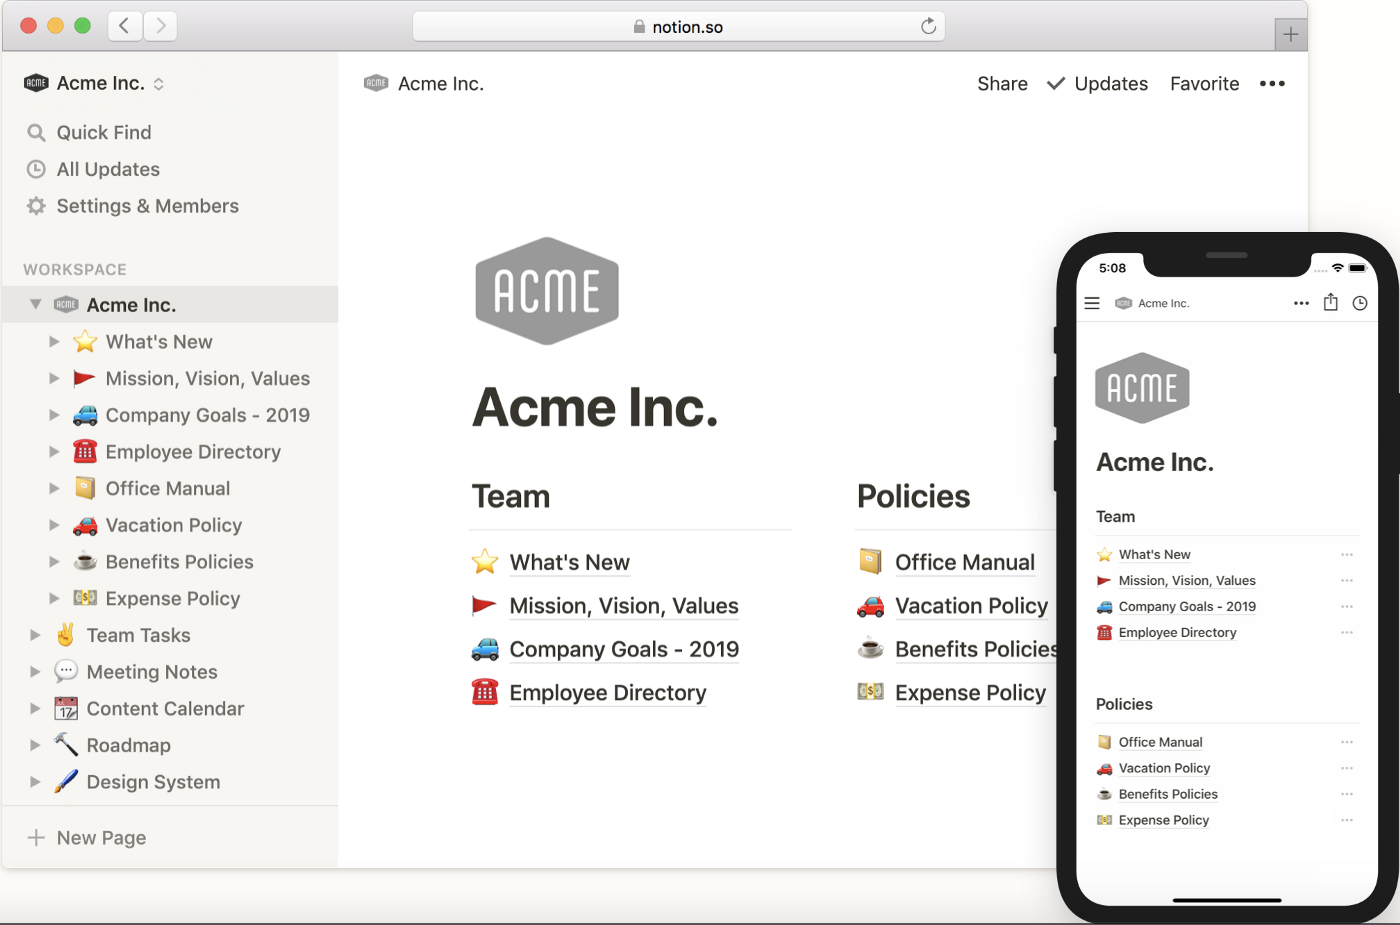 notion.so
ACME Acme Inc.
Quick Find
All Updates
Settings & Members
WORKSPACE
ACME Acme Inc.
What's New
Mission, Vision, Values
Company Goals - 2019
Employee Directory
Office Manual
Vacation Policy
Benefits Policies
Expense Policy
Team Tasks
Meeting Notes
17 Content Calendar
Roadmap
Design System
New Page
ACME Acme Inc.
Share Updates Favorite
ACME
Acme Inc.
Team
What's New
Mission, Vision, Values
Company Goals - 2019
Employee Directory
Policies
Office Manual
Vacation Policy
Benefits Policies
Expense Policy
5:08
ACME Acme Inc.
ACME
Acme Inc.
Team
What's New
Mission, Vision, Values
Company Goals - 2019
Employee Directory
Policies
Office Manual
Vacation Policy
Benefits Policies
Expense Policy